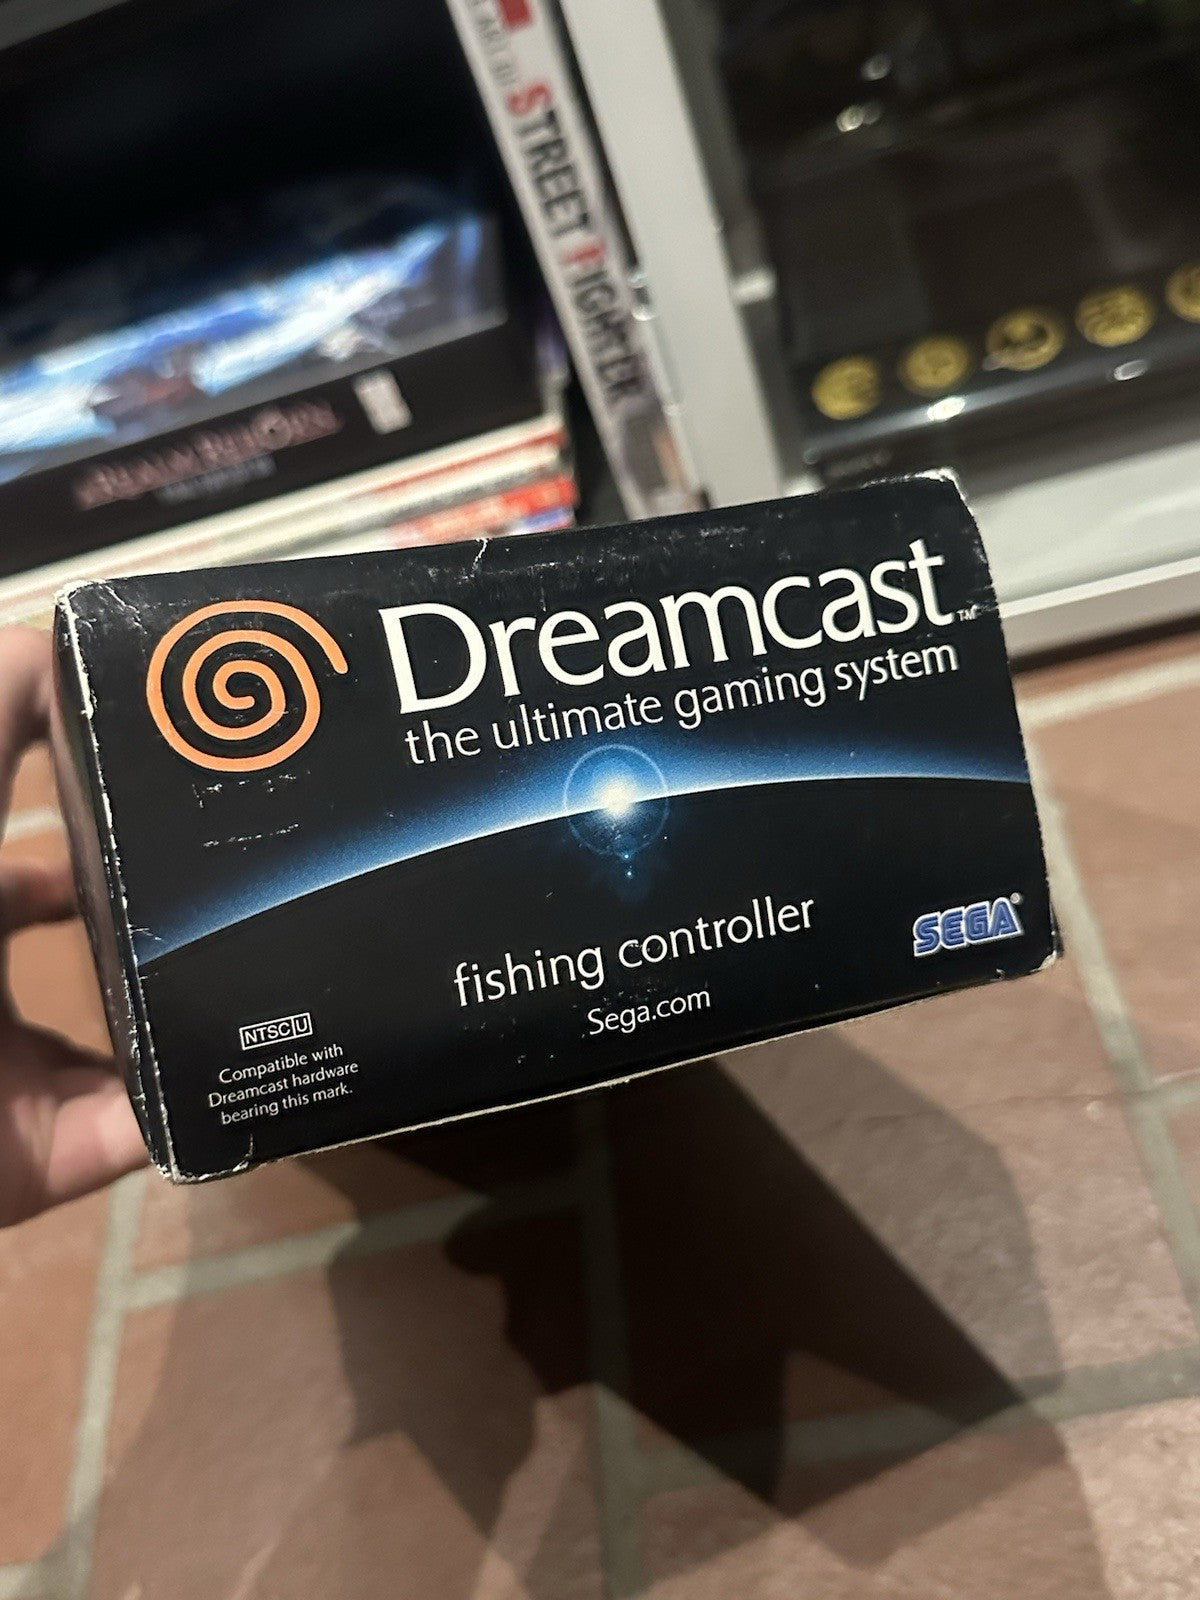 STREET FIGHTER
Dreamcast™
the ultimate gaming system
fishing controller
Sega.com
SEGA®
NTSC U
Compatible with
Dreamcast hardware
bearing this mark.